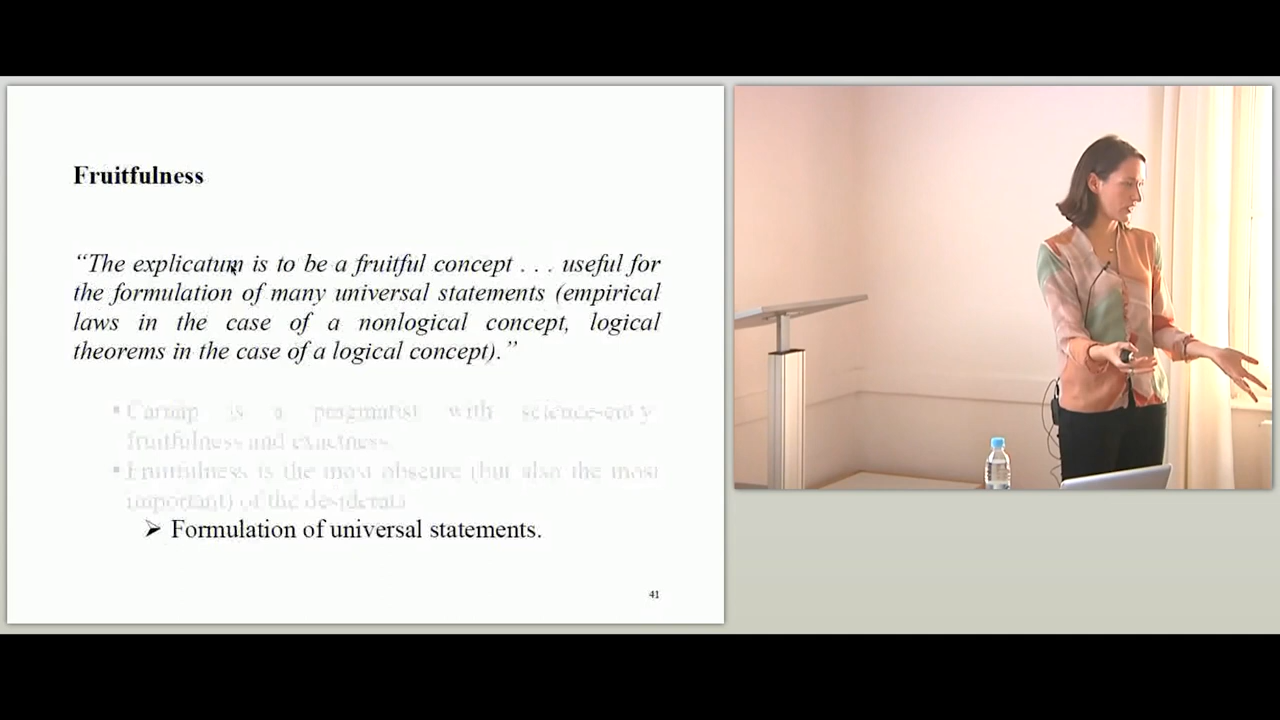 Fruitfulness
“The explicatum is to be a fruitful concept . . . useful for
the formulation of many universal statements (empirical
laws in the case of a nonlogical concept, logical
theorems in the case of a logical concept).”
▪ Carnap is a pragmatist with
fruitfulness and exactness
▪ Fruitfulness is the most obscure (but also the most
important) of the desiderata
➢ Formulation of universal statements.
41